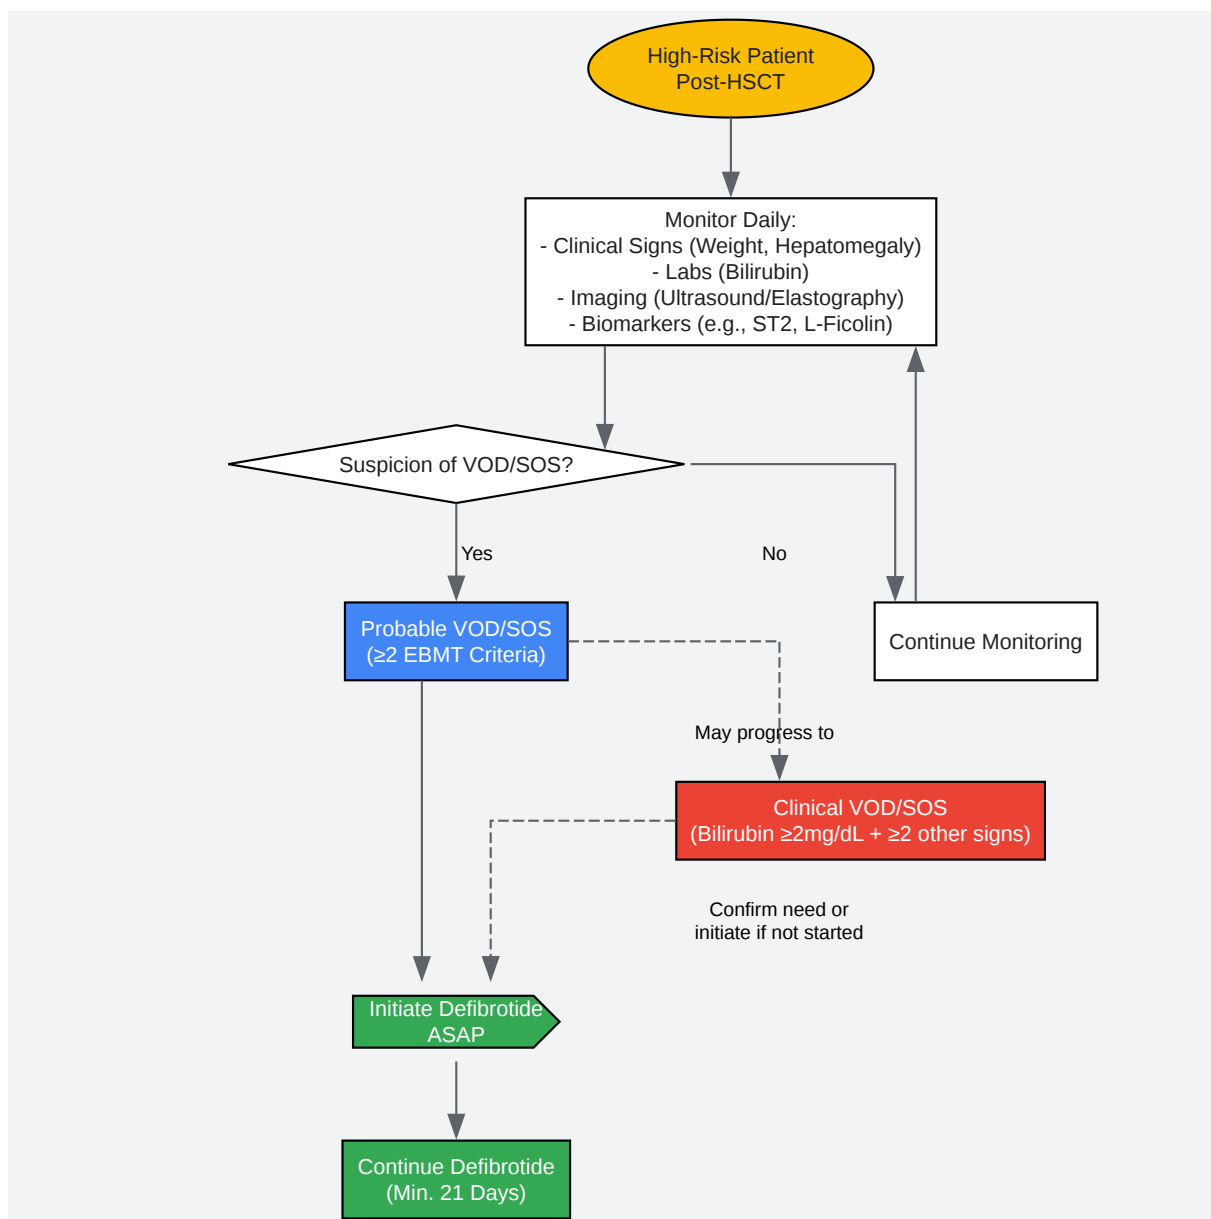 High-Risk Patient
Post-HSCT
Monitor Daily:
- Clinical Signs (Weight, Hepatomegaly)
- Labs (Bilirubin)
- Imaging (Ultrasound/Elastography)
- Biomarkers (e.g., ST2, L-Ficolin)
Suspicion of VOD/SOS?
Yes
No
Probable VOD/SOS
(≥2 EBMT Criteria)
Continue Monitoring
May progress to
Clinical VOD/SOS
(Bilirubin ≥2mg/dL + ≥2 other signs)
Confirm need or
initiate if not started
Initiate Defibrotide
ASAP
Continue Defibrotide
(Min. 21 Days)